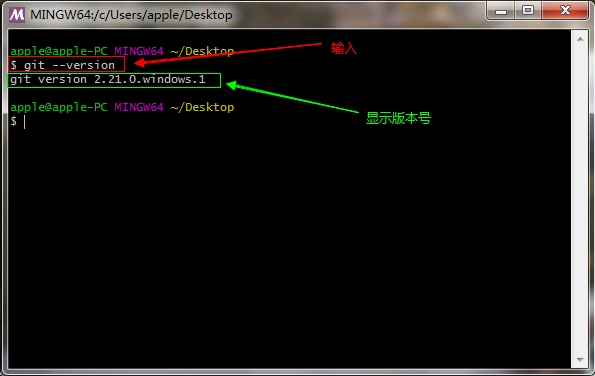 MINGW64:/c/Users/apple/Desktop
apple@apple-PC MINGW64 ~/Desktop
$ git --version
输入
git version 2.21.0.windows.1
显示版本号
apple@apple-PC MINGW64 ~/Desktop
$